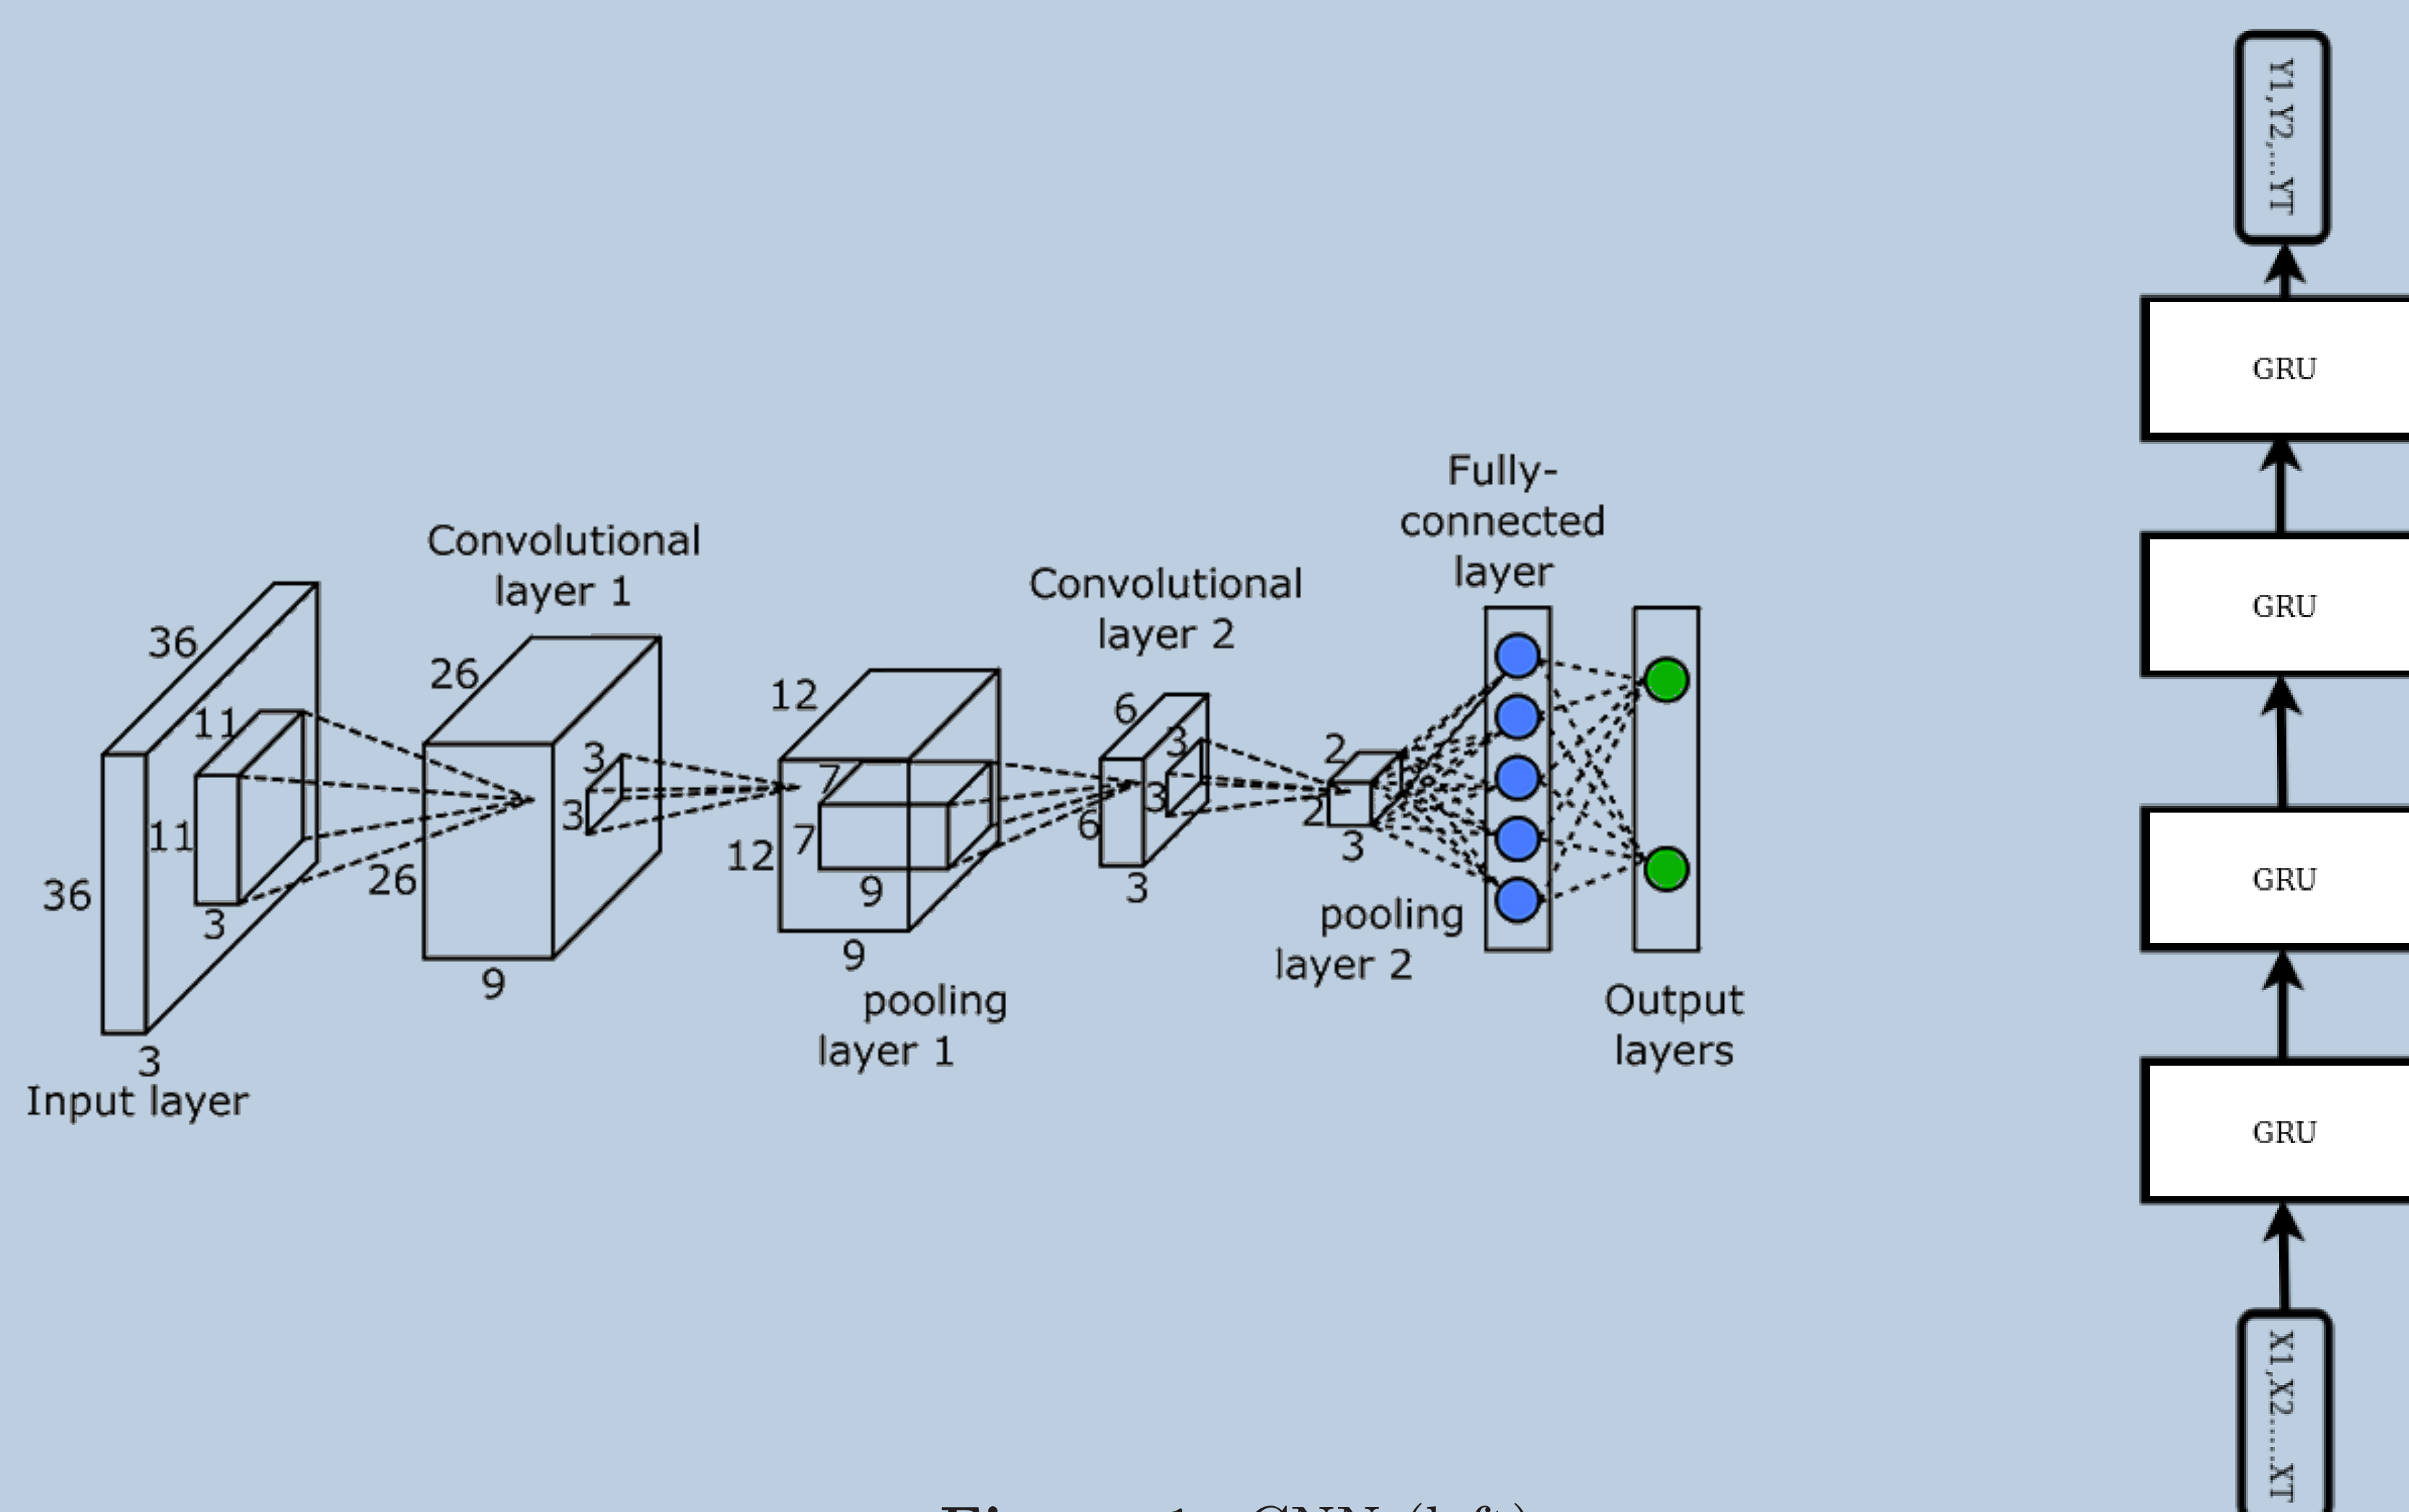 36
11
11
36
3
3
Input layer
Convolutional
layer 1
26
3
3
26
9
12
7
7
12
9
9
pooling
layer 1
Convolutional
layer 2
6
3
3
6
3
2
2
3
pooling
layer 2
Fully-
connected
layer
Output
layers
Y1,Y2,...YT
GRU
GRU
GRU
GRU
X1,X2......XT
CNN (left)